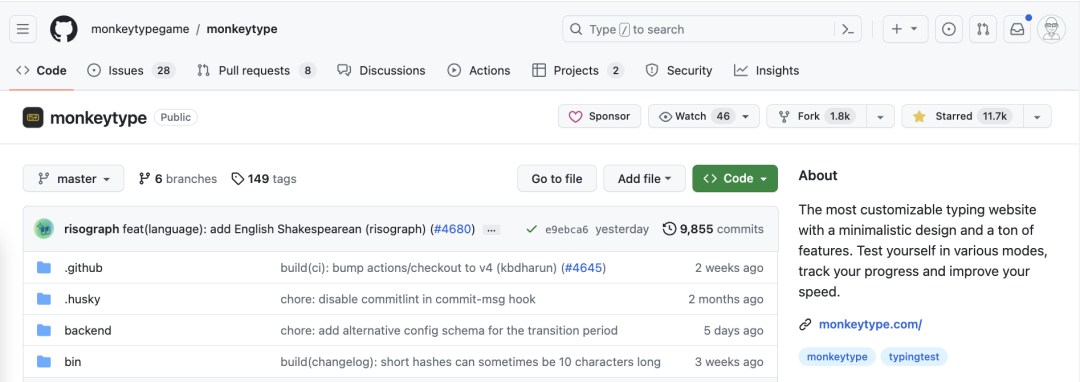 monkeytypegame / monkeytype
Type / to search
Code Issues 28 Pull requests 8 Discussions Actions Projects 2 Security Insights
monkeytype Public
Sponsor Watch 46 Fork 1.8k Starred 11.7k
master 6 branches 149 tags Go to file Add file Code
risograph feat(language): add English Shakespearean (risograph) (#4680) ... e9ebca6 yesterday 9,855 commits
.github build(ci): bump actions/checkout to v4 (kbdharun) (#4645) 2 weeks ago
.husky chore: disable commitlint in commit-msg hook 2 months ago
backend chore: add alternative config schema for the transition period 5 days ago
bin build(changelog): short hashes can sometimes be 10 characters long 3 weeks ago
About
The most customizable typing website
with a minimalistic design and a ton of
features. Test yourself in various modes,
track your progress and improve your
speed.
monkeytype.com/
monkeytype typingtest